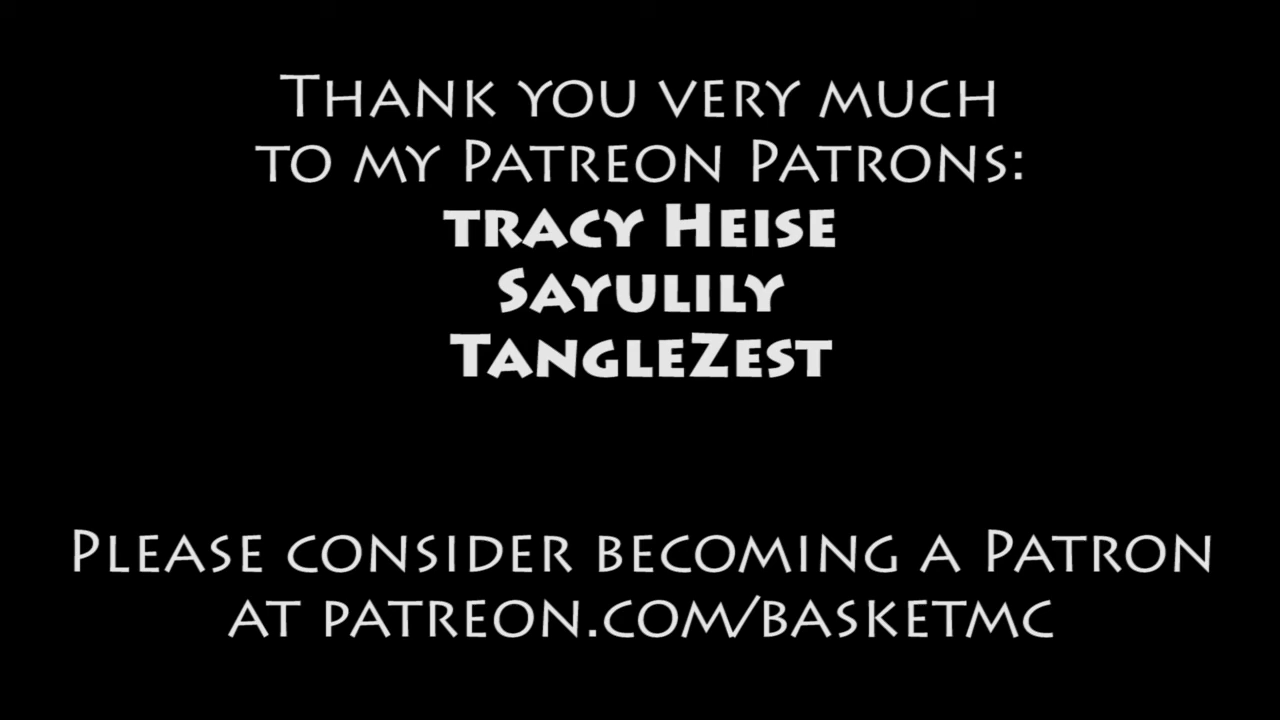 Thank you very much
to my Patreon Patrons:
tracy Heise
Sayulily
TangleZest
Please consider becoming a Patron
at patreon.com/basketmc